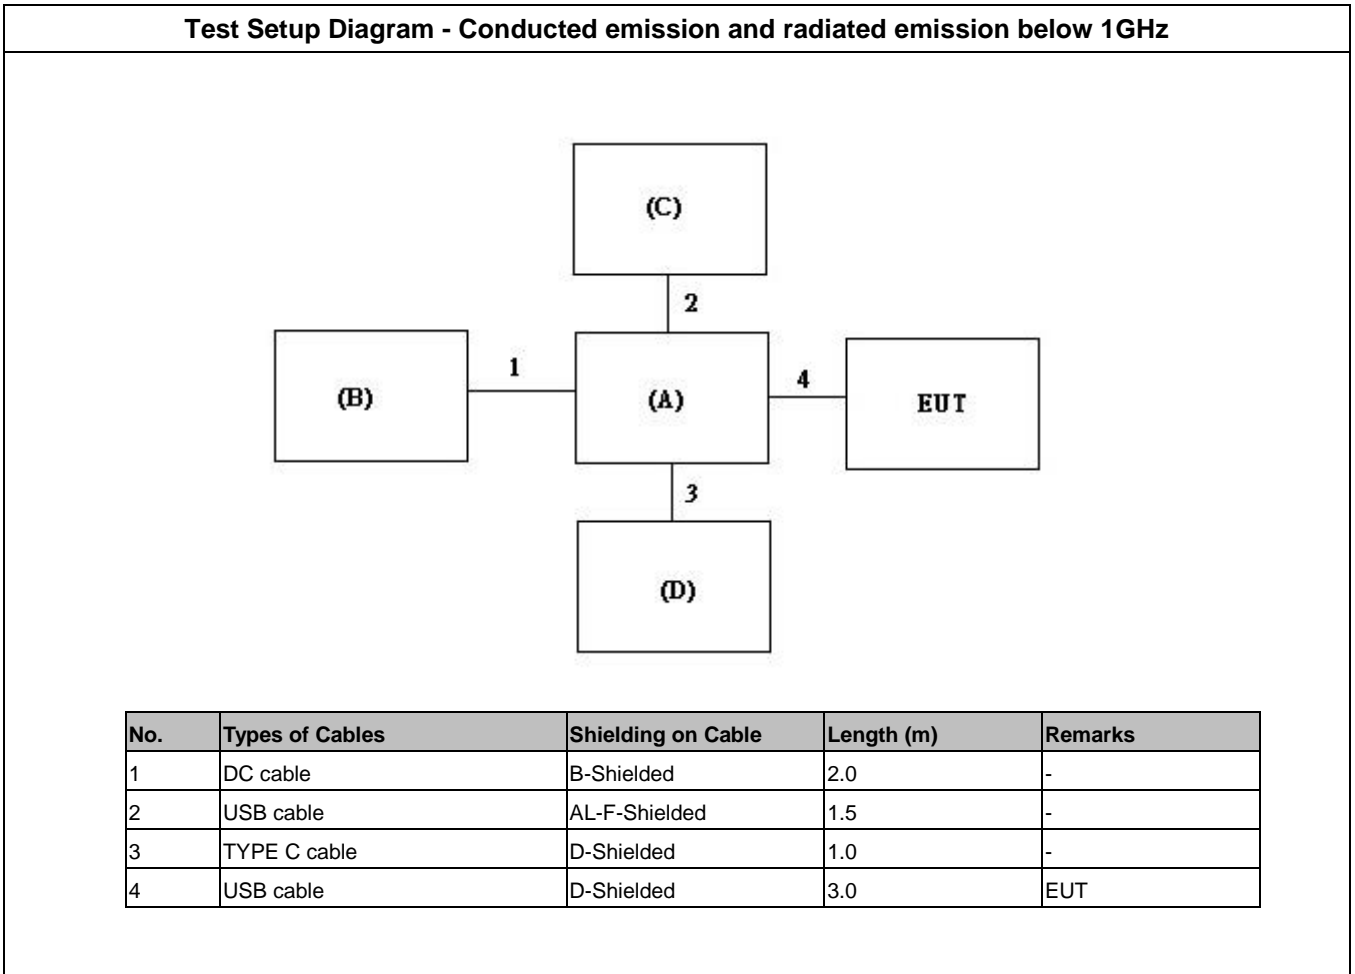 Test Setup Diagram - Conducted emission and radiated emission below 1GHz
(C)
2
(B)
1
(A)
4
EUT
3
(D)
No. Types of Cables Shielding on Cable Length (m) Remarks
1 DC cable B-Shielded 2.0 -
2 USB cable AL-F-Shielded 1.5 -
3 TYPE C cable D-Shielded 1.0 -
4 USB cable D-Shielded 3.0 EUT